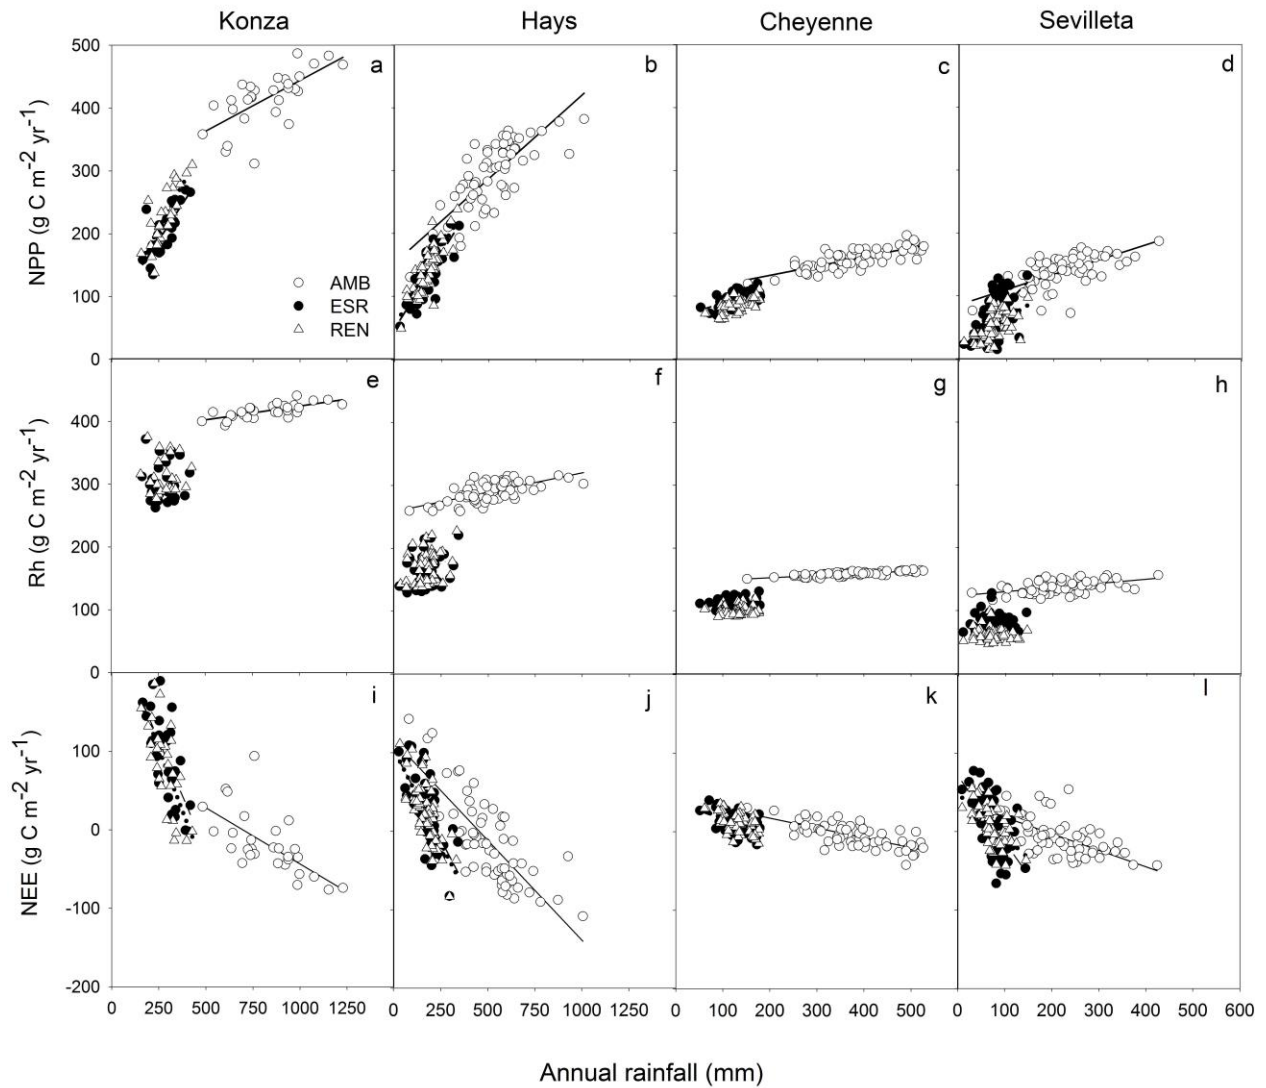 Konza Hays Cheyenne Sevilleta
500 a b c d
400
300
200
100
0
NPP (g C m-2 yr-1)
AMB
ESR
REN
e f g h
400
300
200
100
0
Rh (g C m-2 yr-1)
i j k l
100
0
-100
-200
NEE (g C m-2 yr-1)
0 250 500 750 1000 1250 0 250 500 750 1000 1250 0 100 200 300 400 500 0 100 200 300 400 500 600
Annual rainfall (mm)